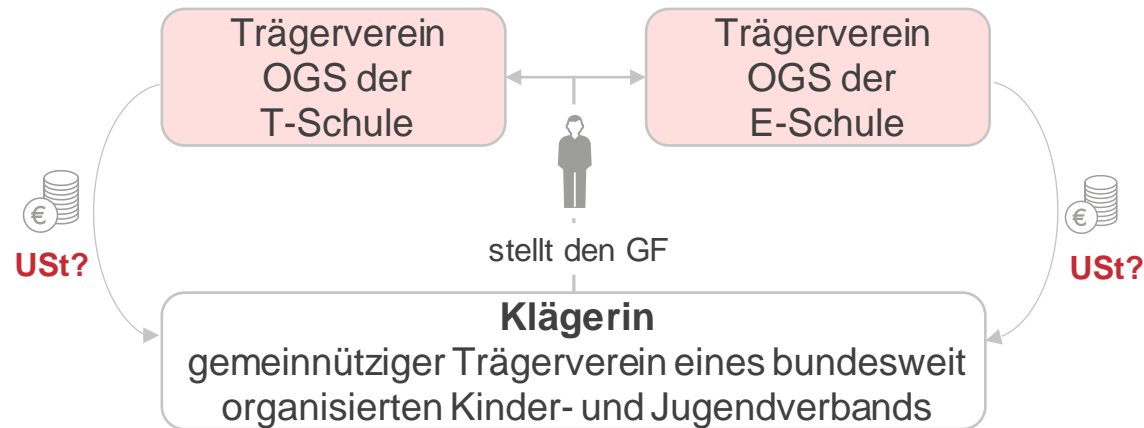 Trägerverein
OGS der
T-Schule
Trägerverein
OGS der
E-Schule
€
USt?
€
USt?
stellt den GF
Klägerin
gemeinnütziger Trägerverein eines bundesweit
organisierten Kinder- und Jugendverbands